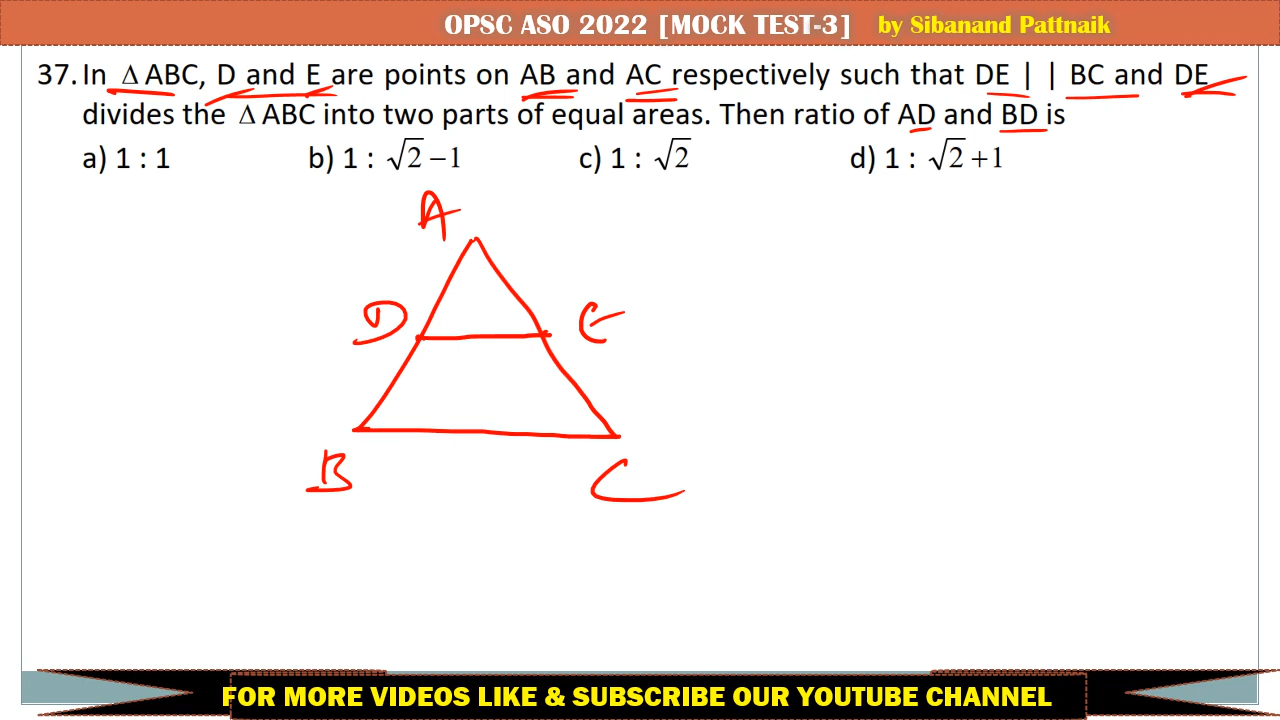 OPSC ASO 2022 [MOCK TEST-3] by Sibanand Pattnaik
37. In Δ ABC, D and E are points on AB and AC respectively such that DE | | BC and DE
divides the Δ ABC into two parts of equal areas. Then ratio of AD and BD is
a) 1 : 1 b) 1 : √2 − 1 c) 1 : √2 d) 1 : √2 + 1
A
D E
B C
FOR MORE VIDEOS LIKE & SUBSCRIBE OUR YOUTUBE CHANNEL